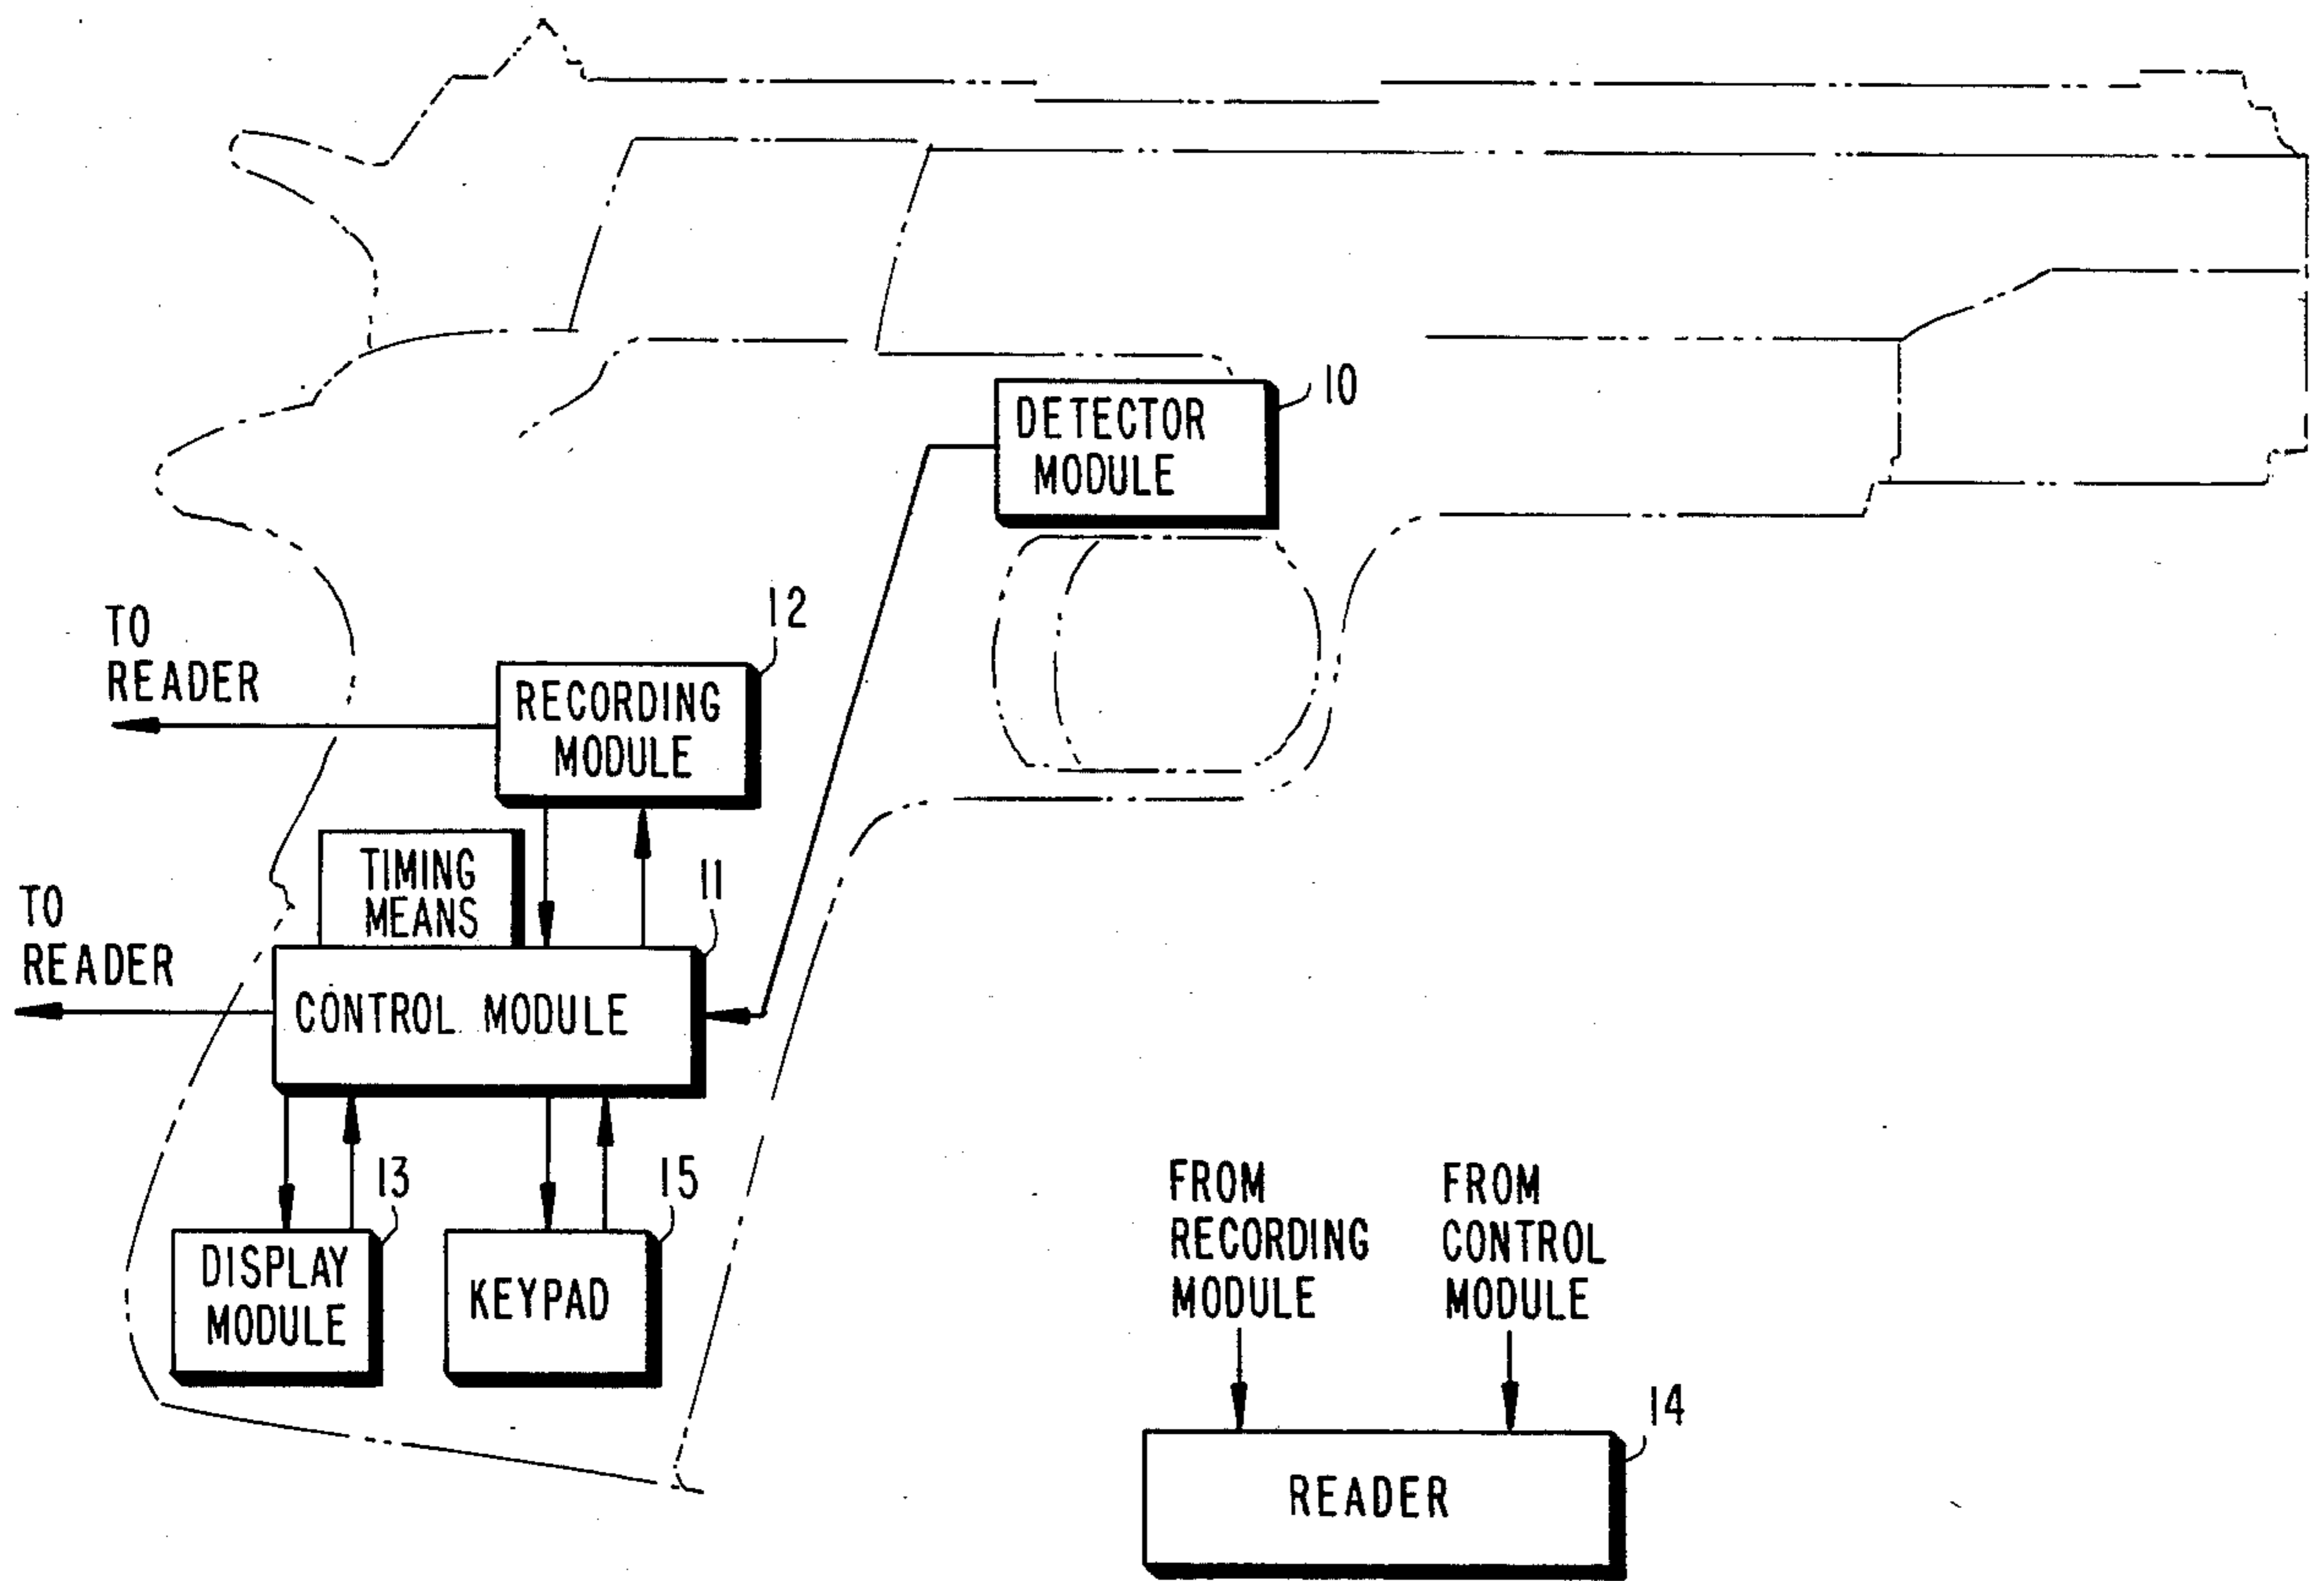 10
DETECTOR
MODULE
12
TO
READER
RECORDING
MODULE
TIMING
MEANS
11
TO
READER
CONTROL MODULE
13
15
DISPLAY
MODULE
KEYPAD
FROM
RECORDING
MODULE
FROM
CONTROL
MODULE
14
READER